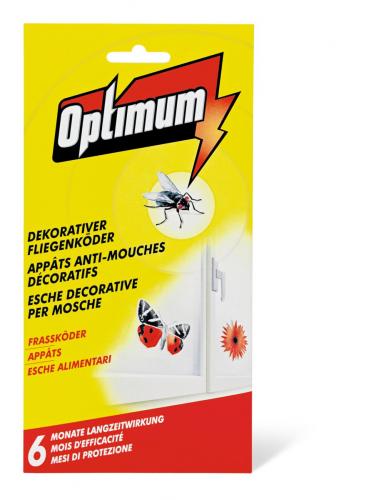 Optimum
DEKORATIVER
FLIEGENKÖDER
APPÂTS ANTI-MOUCHES
DÉCORATIFS
ESCHE DECORATIVE
PER MOSCHE
FRASSKÖDER
APPÂTS
ESCHE ALIMENTARI
6 MONATE LANGZEITWIRKUNG
MOIS D'EFFICACITÉ
MESI DI PROTEZIONE